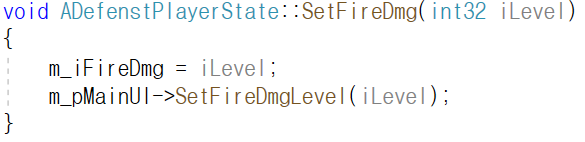 void ADefenstPlayerState::SetFireDmg(int32 iLevel)
{
    m_iFireDmg = iLevel;
    m_pMainUI->SetFireDmgLevel(iLevel);
}